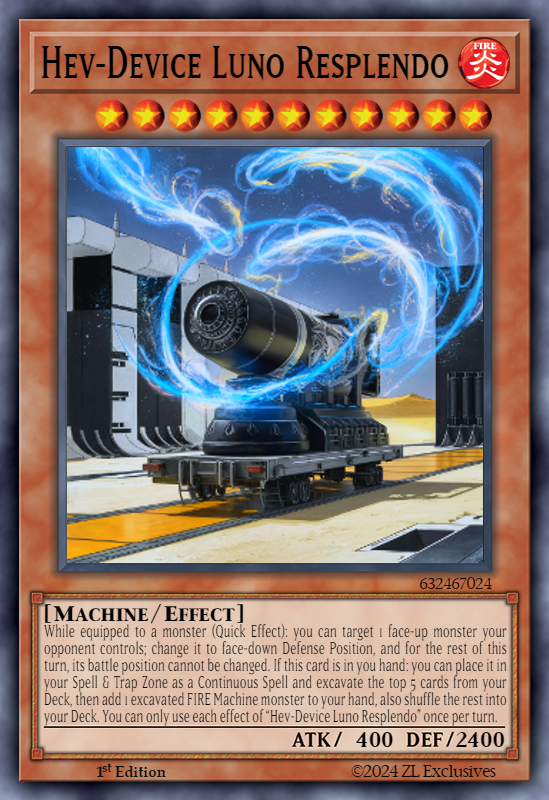 Hev-Device Luno Resplendo
FIRE
炎
632467024
[Machine/Effect]
While equipped to a monster (Quick Effect): you can target 1 face-up monster your
opponent controls; change it to face-down Defense Position, and for the rest of this
turn, its battle position cannot be changed. If this card is in your hand: you can place it in
your Spell & Trap Zone as a Continuous Spell and excavate the top 5 cards from your
Deck, then add 1 excavated FIRE Machine monster to your hand, also shuffle the rest into
your Deck. You can only use each effect of "Hev-Device Luno Resplendo" once per turn.
ATK/ 400 DEF/2400
1st Edition ©2024 ZL Exclusives